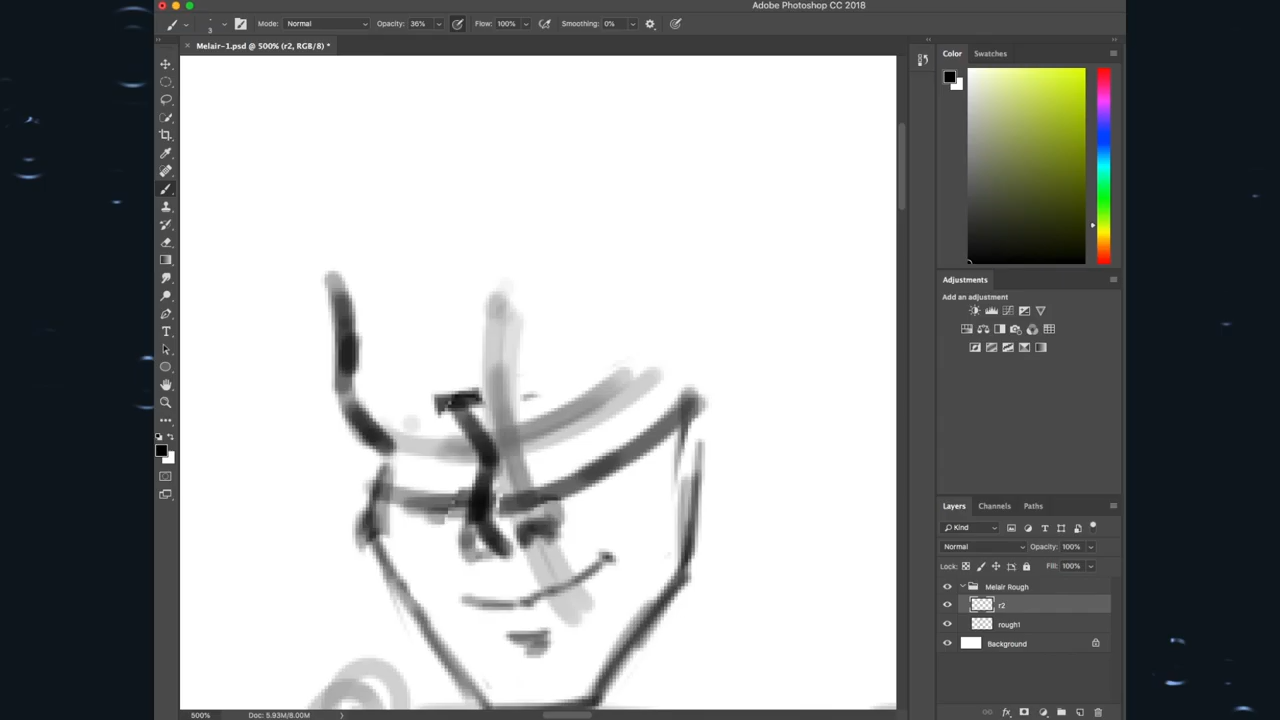 Adobe Photoshop CC 2018
3
Mode: Normal
Opacity: 36%
Flow: 100%
Smoothing: 0%
Melair-1.psd @ 500% (r2, RGB/8) *
Color
Swatches
Adjustments
Add an adjustment
Layers
Channels
Paths
Kind
Normal
Opacity: 100%
Lock:
Fill: 100%
Melair Rough
r2
rough1
Background
500%
Doc: 5.93M/8.00M